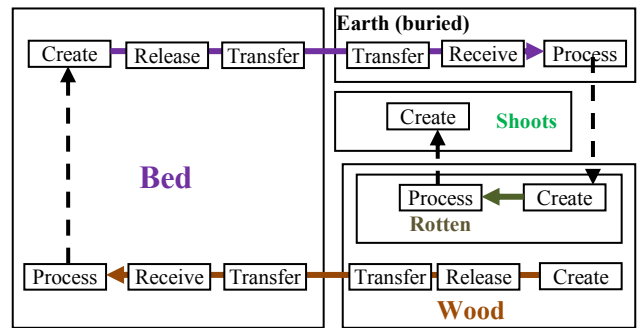 Earth (buried)
Create
Release
Transfer
Transfer
Receive
Process
Create
Shoots
Bed
Process
Create
Rotten
Process
Receive
Transfer
Transfer
Release
Create
Wood